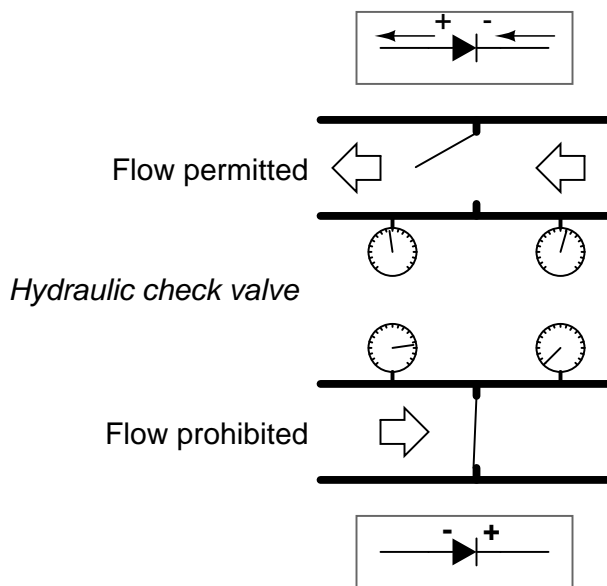 + -
Flow permitted
Hydraulic check valve
Flow prohibited
- +